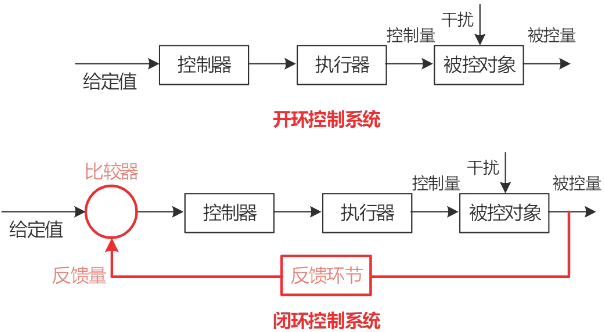 干扰
控制量
被控量
给定值
控制器
执行器
被控对象
开环控制系统
比较器
干扰
控制量
被控量
给定值
控制器
执行器
被控对象
反馈量
反馈环节
闭环控制系统